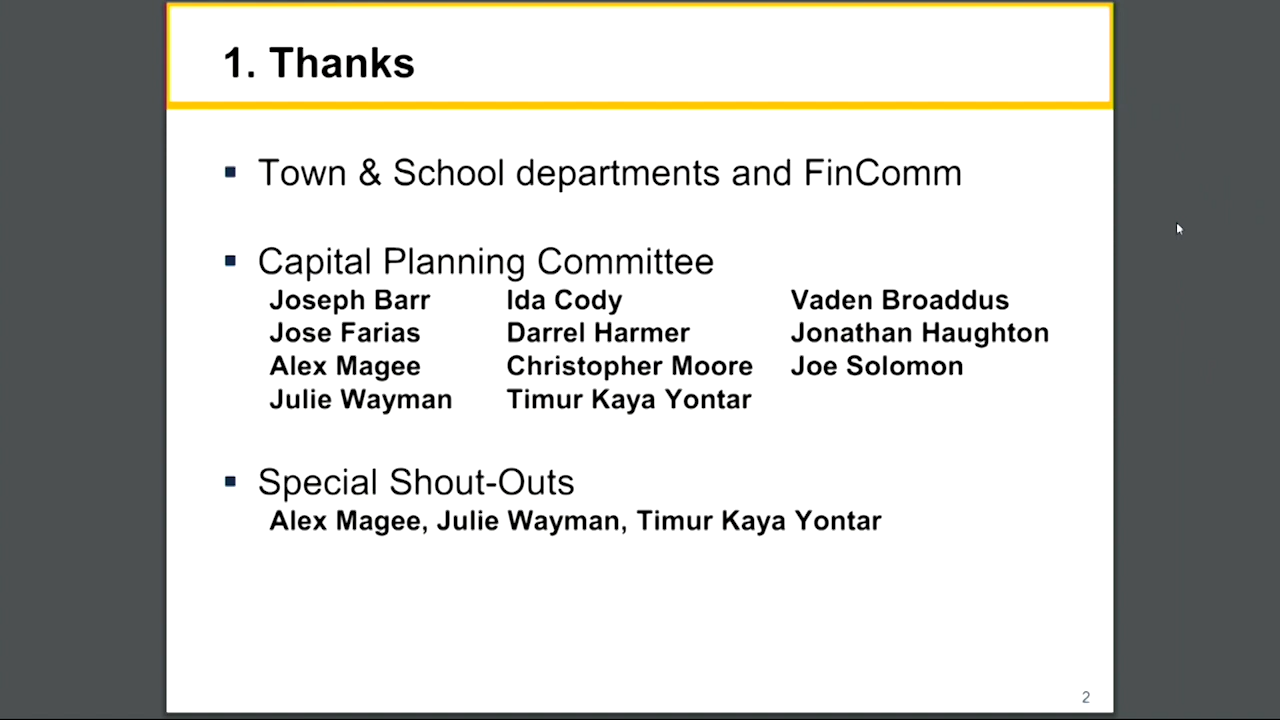 1. Thanks
Town & School departments and FinComm
Capital Planning Committee
Joseph Barr Ida Cody Vaden Broaddus
Jose Farias Darrel Harmer Jonathan Haughton
Alex Magee Christopher Moore Joe Solomon
Julie Wayman Timur Kaya Yontar
Special Shout-Outs
Alex Magee, Julie Wayman, Timur Kaya Yontar
2